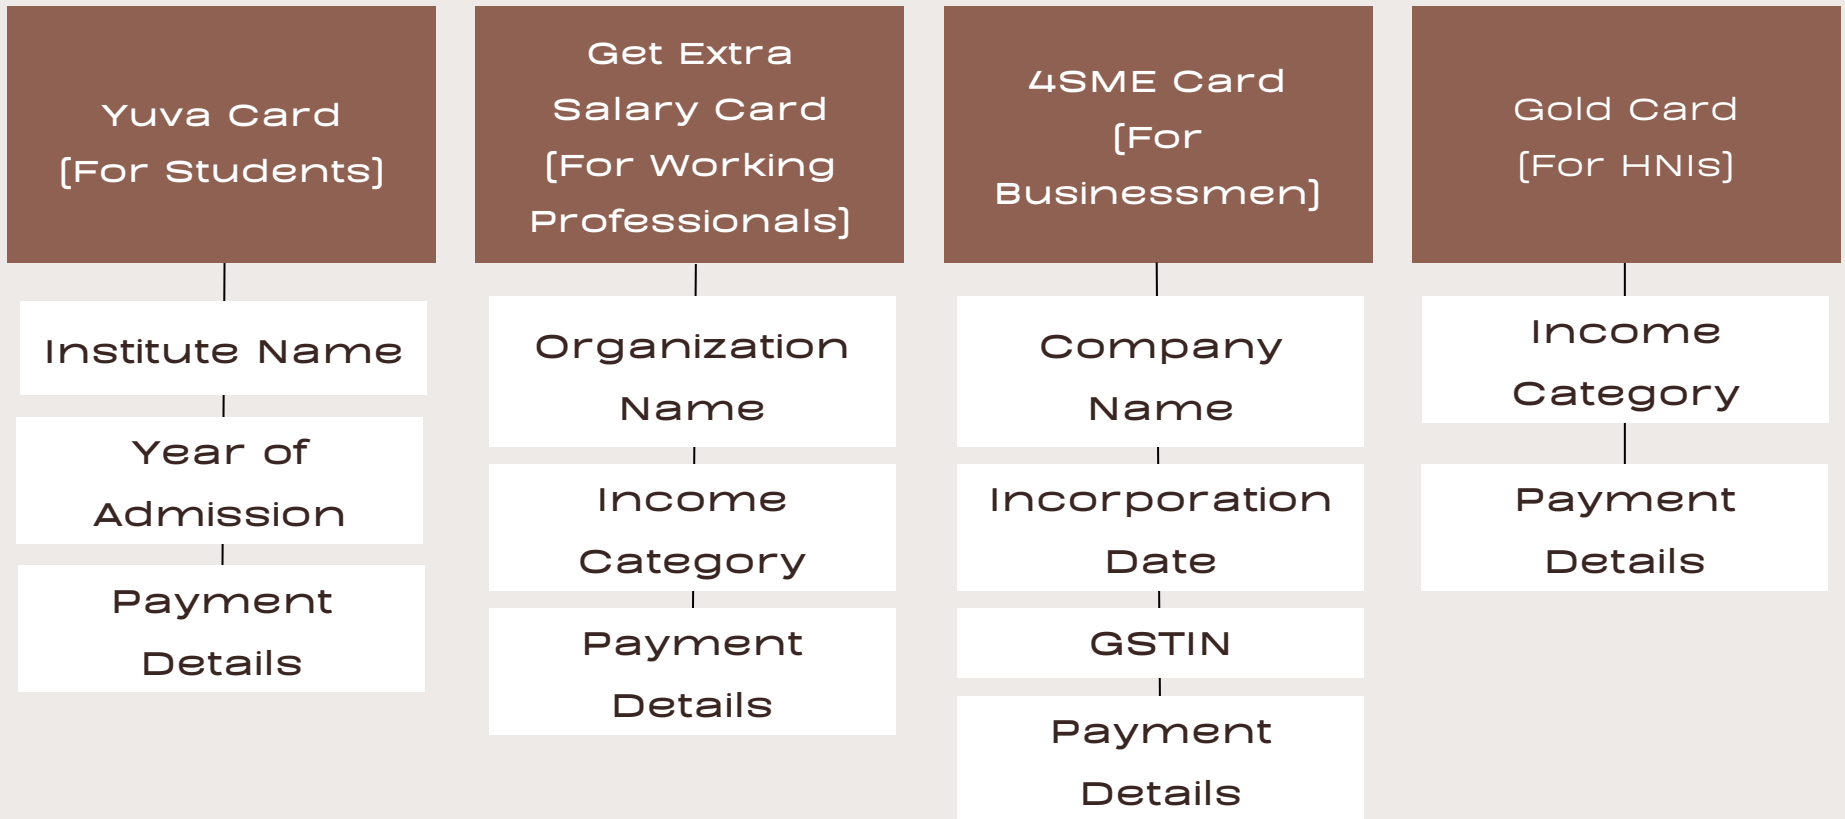 Yuva Card
(For Students)
Institute Name
Year of
Admission
Payment
Details
Get Extra
Salary Card
(For Working
Professionals)
Organization
Name
Income
Category
Payment
Details
4SME Card
(For
Businessmen)
Company
Name
Incorporation
Date
GSTIN
Payment
Details
Gold Card
(For HNIs)
Income
Category
Payment
Details